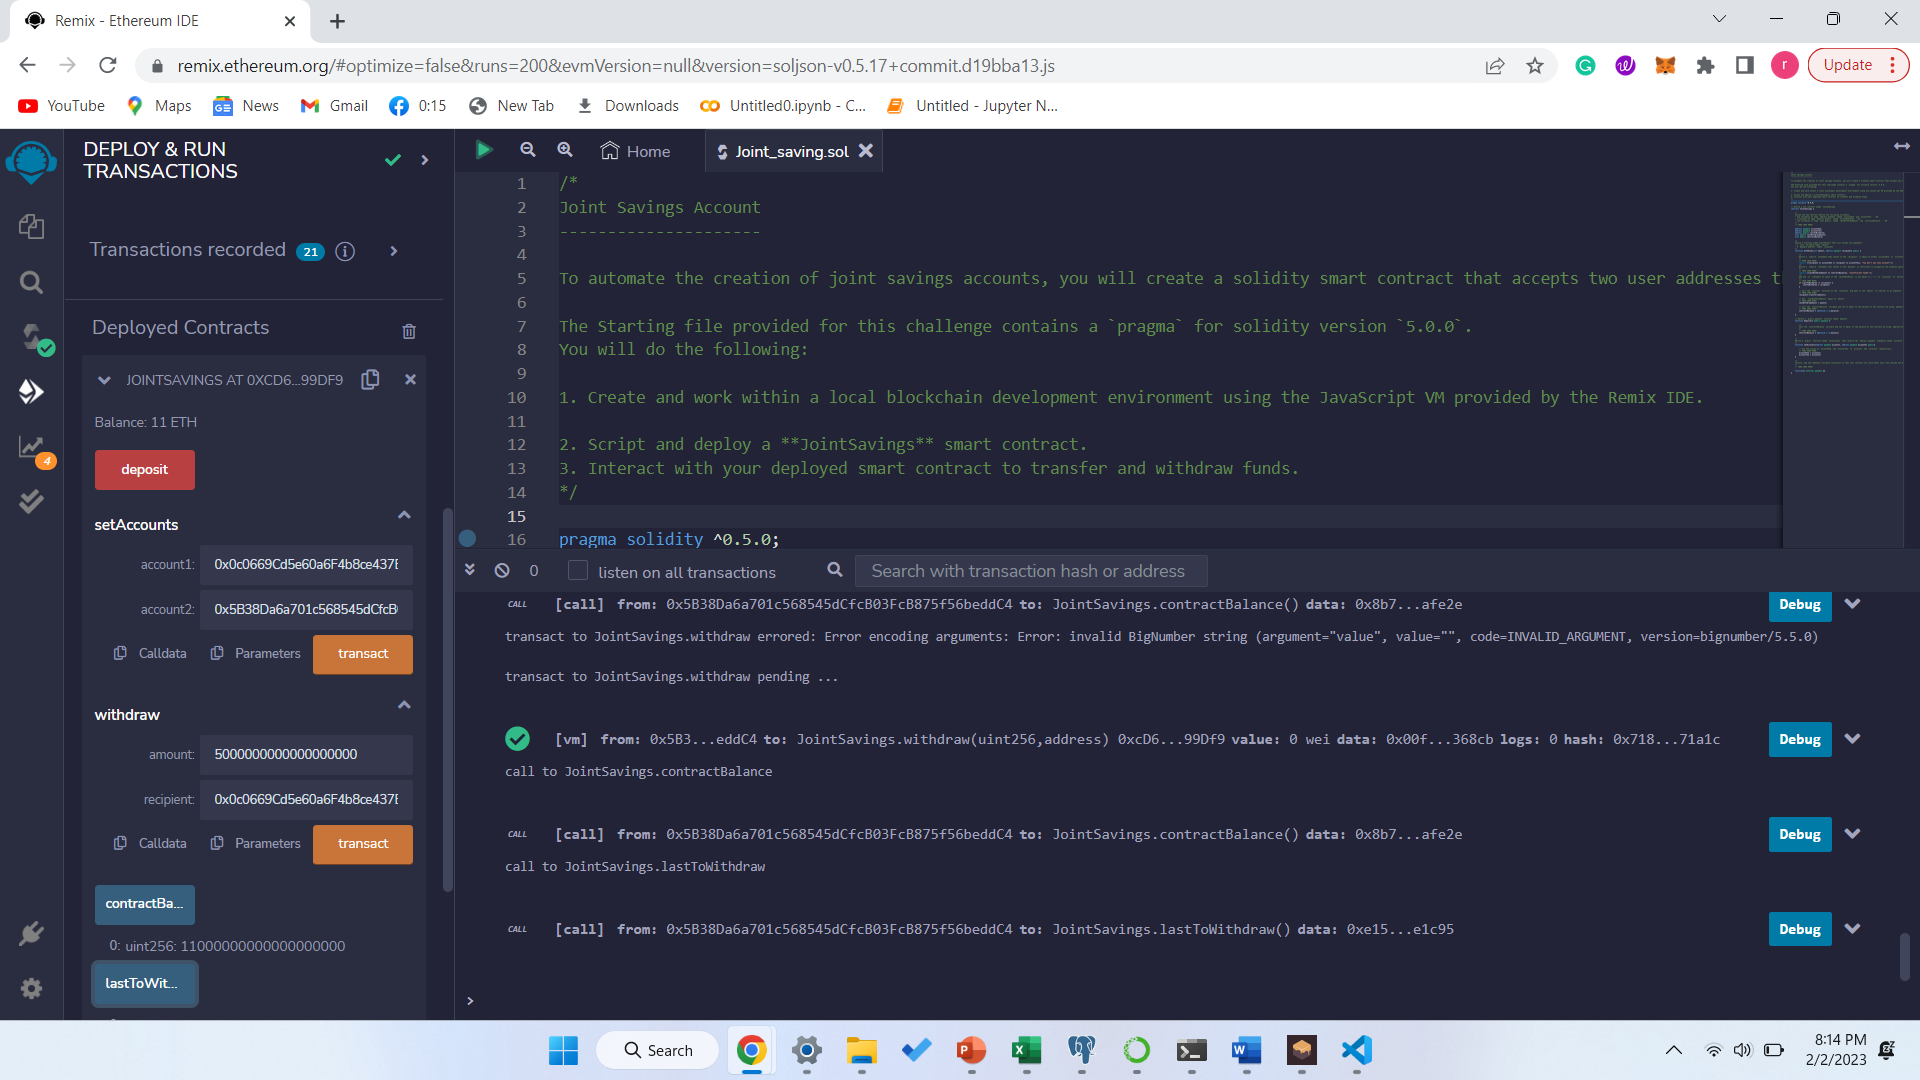 Remix - Ethereum IDE
remix.ethereum.org/#optimize=false&runs=200&evmVersion=null&version=soljson-v0.5.17+commit.d19bba13.js
r
Update
YouTube
Maps
News
Gmail
0:15
New Tab
Downloads
Untitled0.ipynb - C...
Untitled - Jupyter N...
DEPLOY & RUN
TRANSACTIONS
Transactions recorded 21 i
Deployed Contracts
JOINTSAVINGS AT 0XCD6...99DF9
Balance: 11 ETH
deposit
setAccounts
account1: 0x0c0669Cd5e60a6F4b8ce437E
account2: 0x5B38Da6a701c568545dCfcB
Calldata Parameters transact
withdraw
amount: 5000000000000000000
recipient: 0x0c0669Cd5e60a6F4b8ce437E
Calldata Parameters transact
contractBa...
0: uint256: 11000000000000000000
lastToWit...
4
Home
Joint_saving.sol
1 /*
2 Joint Savings Account
3 ---------------------
4
5 To automate the creation of joint savings accounts, you will create a solidity smart contract that accepts two user addresses t
6
7 The Starting file provided for this challenge contains a `pragma` for solidity version `5.0.0`.
8 You will do the following:
9
10 1. Create and work within a local blockchain development environment using the JavaScript VM provided by the Remix IDE.
11
12 2. Script and deploy a **JointSavings** smart contract.
13 3. Interact with your deployed smart contract to transfer and withdraw funds.
14 */
15
16 pragma solidity ^0.5.0;
0 listen on all transactions Search with transaction hash or address
CALL [call] from: 0x5B38Da6a701c568545dCfcB03FcB875f56beddC4 to: JointSavings.contractBalance() data: 0x8b7...afe2e Debug
transact to JointSavings.withdraw errored: Error encoding arguments: Error: invalid BigNumber string (argument="value", value="", code=INVALID_ARGUMENT, version=bignumber/5.5.0)
transact to JointSavings.withdraw pending ...
[vm] from: 0x5B3...eddC4 to: JointSavings.withdraw(uint256,address) 0xcD6...99Df9 value: 0 wei data: 0x00f...368cb logs: 0 hash: 0x718...71a1c Debug
call to JointSavings.contractBalance
CALL [call] from: 0x5B38Da6a701c568545dCfcB03FcB875f56beddC4 to: JointSavings.contractBalance() data: 0x8b7...afe2e Debug
call to JointSavings.lastToWithdraw
CALL [call] from: 0x5B38Da6a701c568545dCfcB03FcB875f56beddC4 to: JointSavings.lastToWithdraw() data: 0xe15...e1c95 Debug
>
Search
8:14 PM
2/2/2023